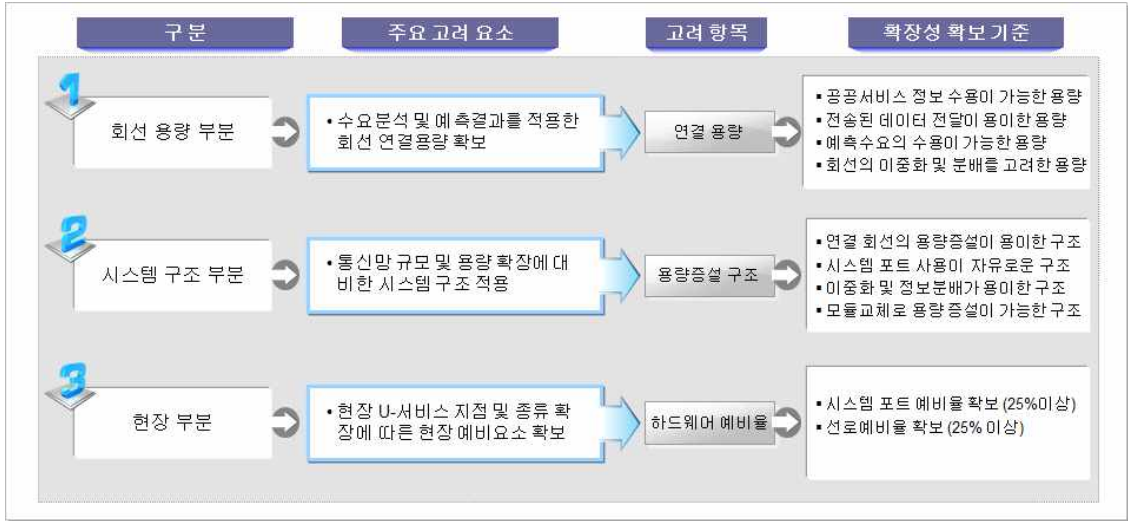 구 분
주요 고려 요소
고려 항목
확장성 확보 기준
1
회선 용량 부분
• 수요분석 및 예측결과를 적용한
회선 연결용량 확보
연결 용량
▪ 공공서비스 정보 수용이 가능한 용량
▪ 전송된 데이터 전달이 용이한 용량
▪ 예측수요의 수용이 가능한 용량
▪ 회선의 이중화 및 분배를 고려한 용량
2
시스템 구조 부분
• 통신망 규모 및 용량 확장에 대
비한 시스템 구조 적용
용량증설 구조
▪ 연결 회선의 용량증설이 용이한 구조
▪ 시스템 포트 사용이 자유로운 구조
▪ 이중화 및 정보분배가 용이한 구조
▪ 모듈교체로 용량 증설이 가능한 구조
3
현장 부분
• 현장 U-서비스 지점 및 종류 확
장에 따른 현장 예비요소 확보
하드웨어 예비율
▪ 시스템 포트 예비율 확보 (25%이상)
▪ 선로예비율 확보 (25% 이상)